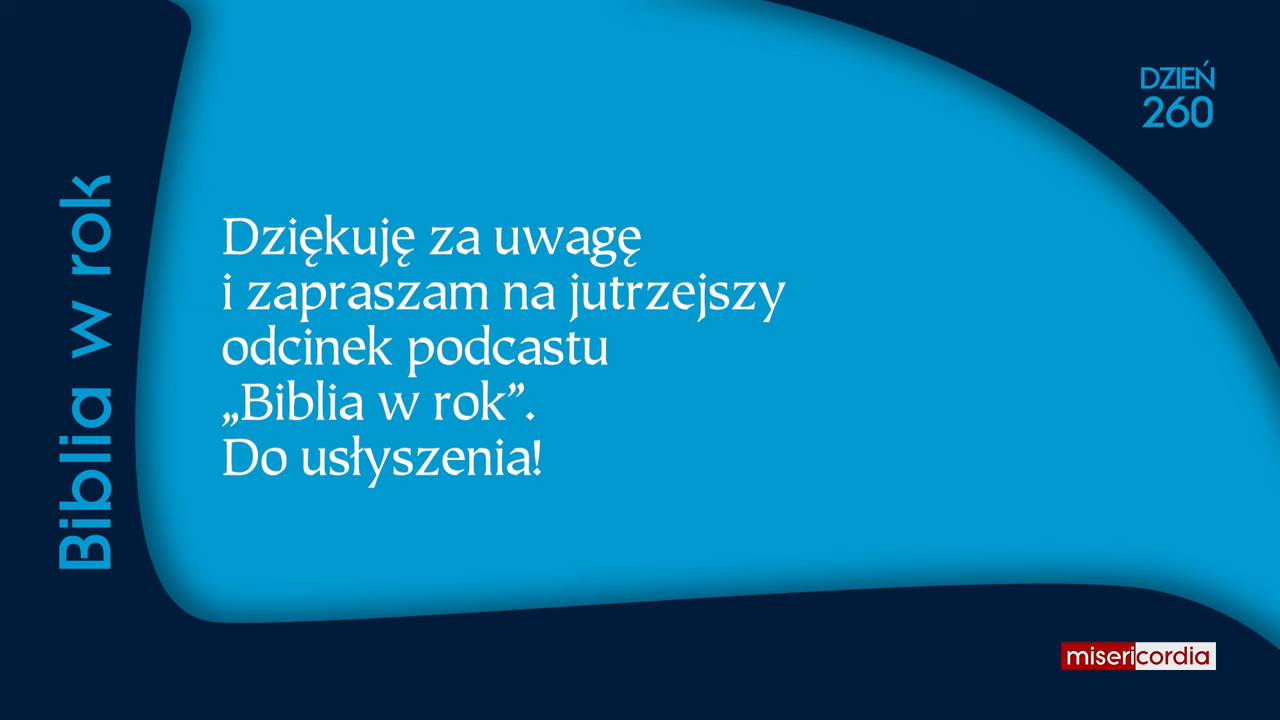 Biblia w rok
DZIEŃ
260
Dziękuję za uwagę
i zapraszam na jutrzejszy
odcinek podcastu
„Biblia w rok”.
Do usłyszenia!
misericordia